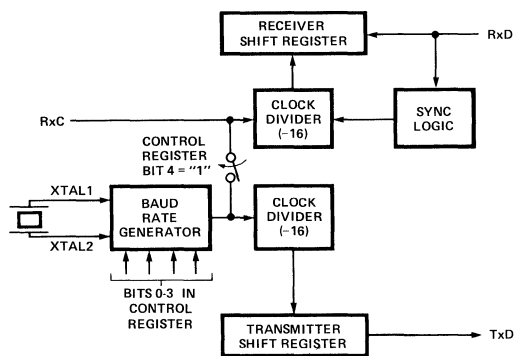 RECEIVER
SHIFT REGISTER
RxD
RxC
CLOCK
DIVIDER
(-16)
SYNC
LOGIC
CONTROL
REGISTER
BIT 4 = "1"
XTAL1
XTAL2
BAUD
RATE
GENERATOR
CLOCK
DIVIDER
(-16)
BITS 0-3 IN
CONTROL
REGISTER
TRANSMITTER
SHIFT REGISTER
TxD